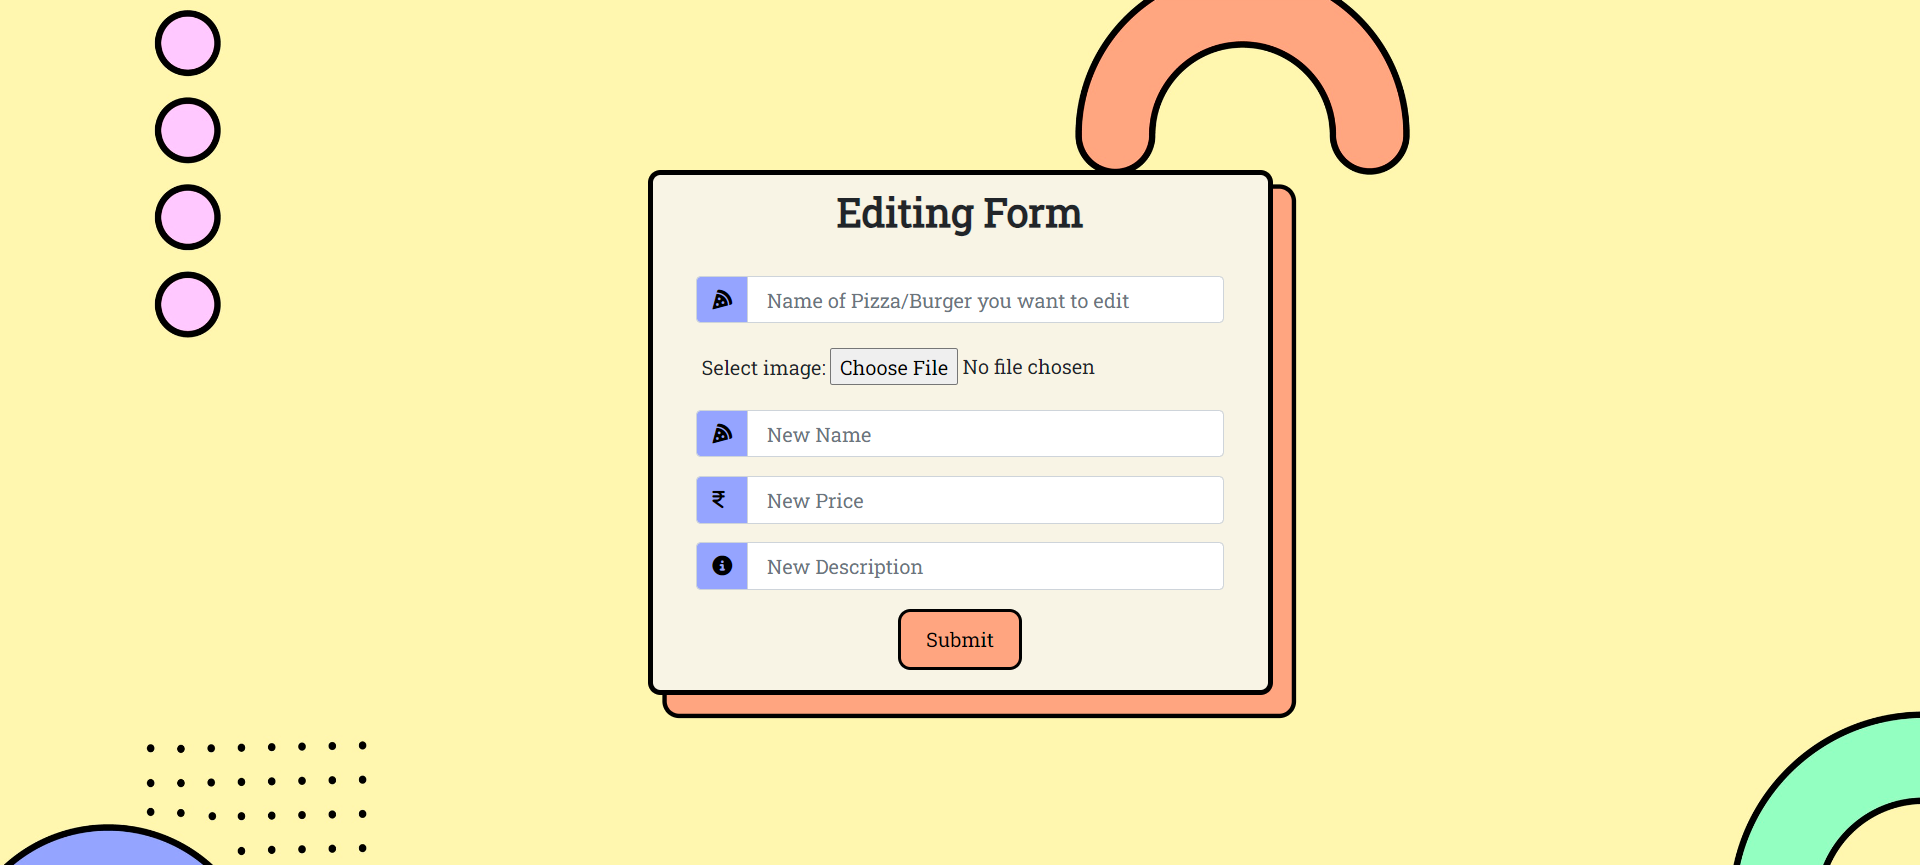 Editing Form
Name of Pizza/Burger you want to edit
Select image: Choose File No file chosen
New Name
New Price
New Description
Submit